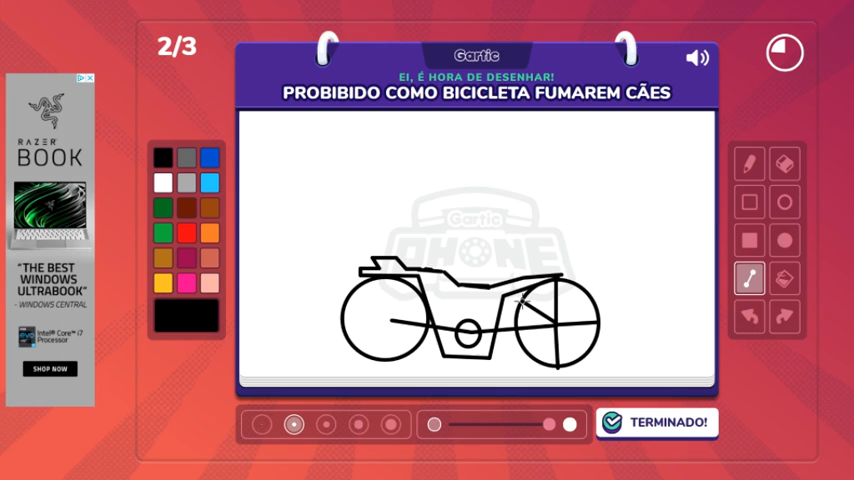 2/3
Gartic
EI, É HORA DE DESENHAR!
PROIBIDO COMO BICICLETA FUMAREM CÃES
RAZER
BOOK
"THE BEST
WINDOWS
ULTRABOOK"
- WINDOWS CENTRAL
Intel® Core™ i7
Processor
SHOP NOW
Gartic
PHONE
TERMINADO!